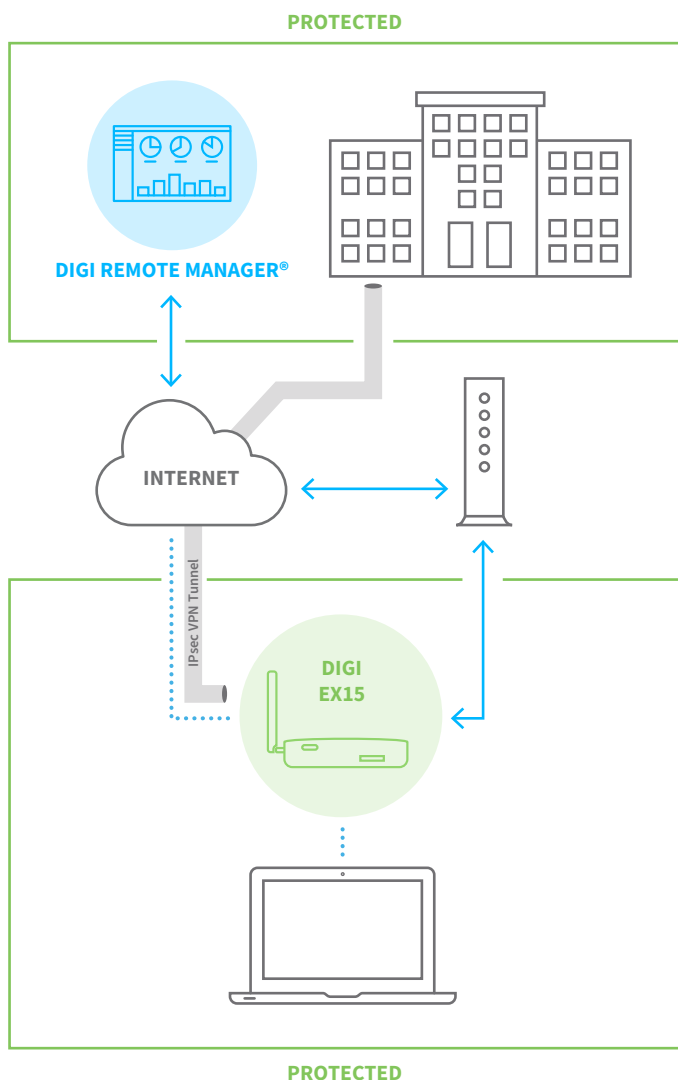 PROTECTED
DIGI REMOTE MANAGER®
INTERNET
IPsec VPN Tunnel
DIGI
EX15
PROTECTED